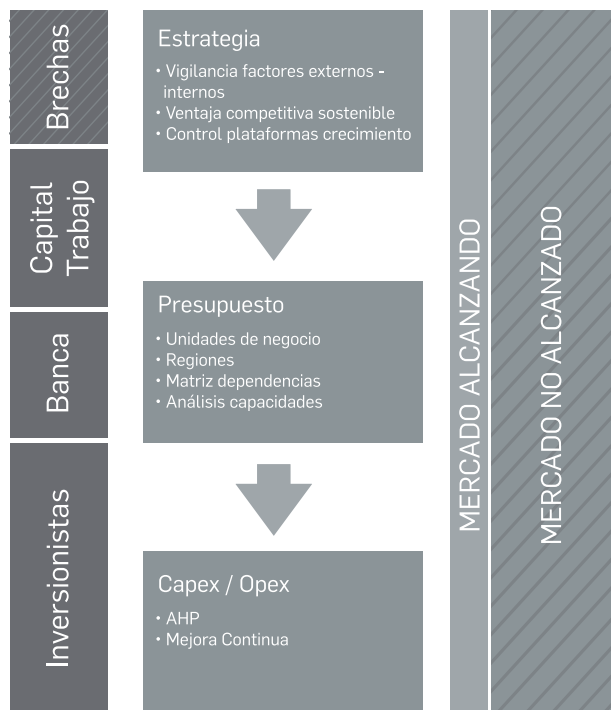 Brechas
Capital
Trabajo
Banca
Inversionistas
Estrategia
• Vigilancia factores externos -
internos
• Ventaja competitiva sostenible
• Control plataformas crecimiento
Presupuesto
• Unidades de negocio
• Regiones
• Matriz dependencias
• Análisis capacidades
Capex / Opex
• AHP
• Mejora Continua
MERCADO ALCANZANDO
MERCADO NO ALCANZADO